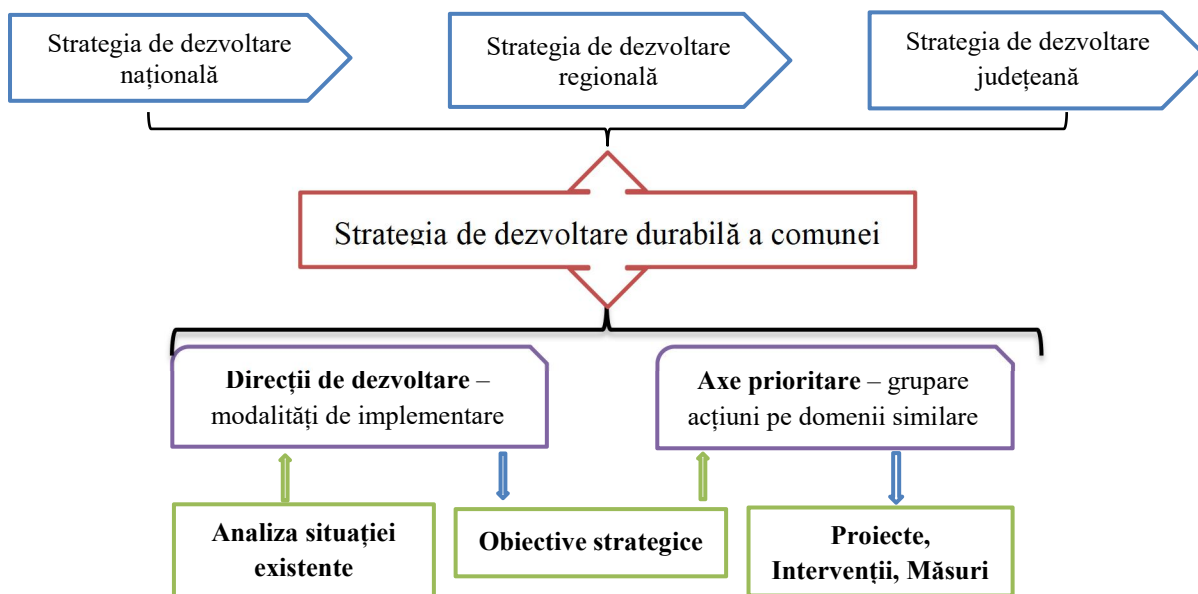 Strategia de dezvoltare
națională
Strategia de dezvoltare
regională
Strategia de dezvoltare
județeană
Strategia de dezvoltare durabilă a comunei
Direcții de dezvoltare –
modalități de implementare
Axe prioritare – grupare
acțiuni pe domenii similare
Analiza situației
existente
Obiective strategice
Proiecte,
Intervenții, Măsuri